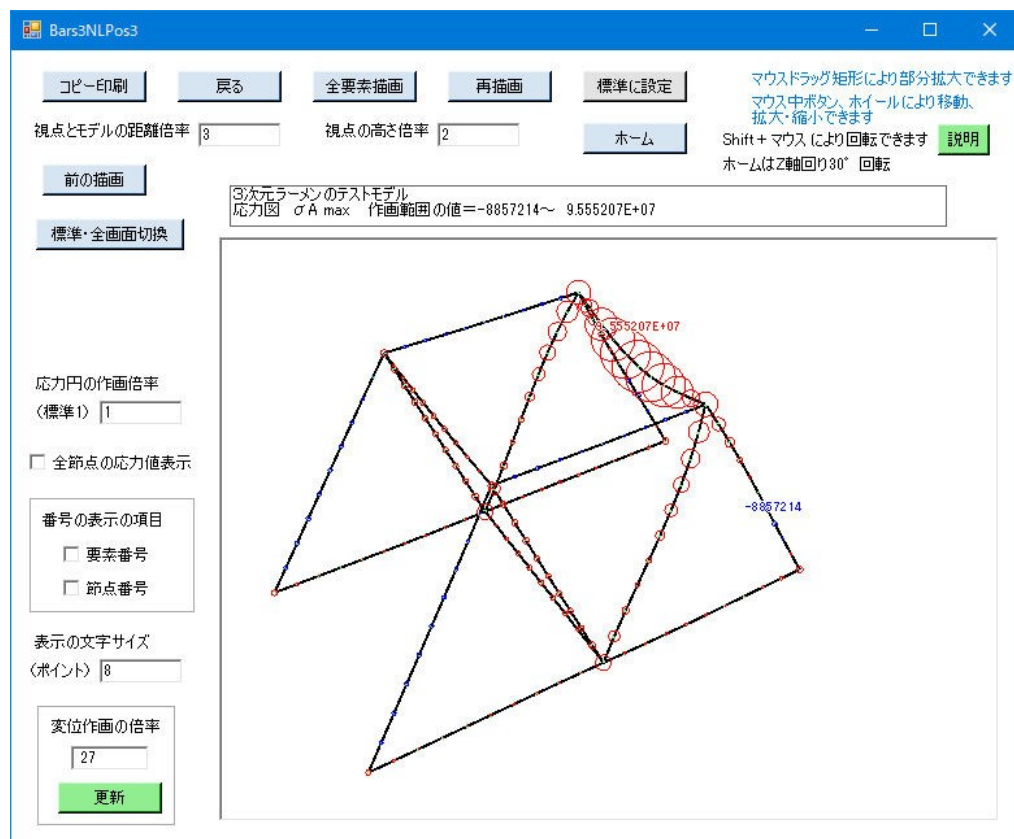 Bars3NLPos3
コピー印刷
戻る
全要素描画
再描画
標準に設定
マウスドラッグ矩形により部分拡大できます
マウス中ボタン、ホイールにより移動、
拡大・縮小できます
視点とモデルの距離倍率 3
視点の高さ倍率 2
ホーム
Shift+マウスにより回転できます
説明
ホームはZ軸回り30° 回転
前の描画
標準・全画面切換
3次元ラーメンのテストモデル
応力図 σA max 作画範囲の値=-8857214~ 9.555207E+07
9.555207E+07
-8857214
応力円の作画倍率
(標準1) 1
全節点の応力値表示
番号の表示の項目
要素番号
節点番号
表示の文字サイズ
(ポイント) 8
変位作画の倍率
27
更新